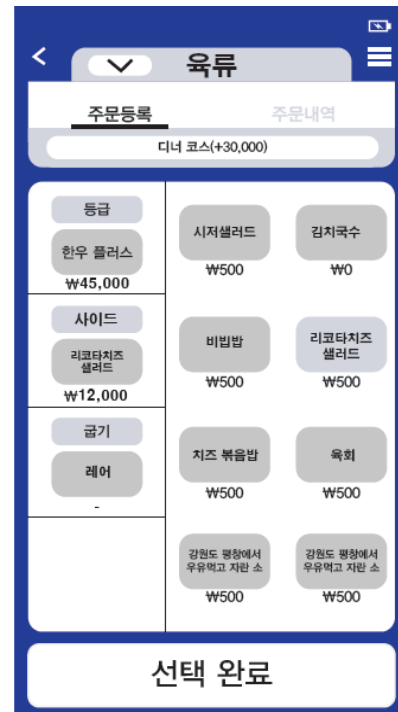 육류
주문등록
주문내역
디너 코스(+30,000)
등급
한우 플러스
₩45,000
사이드
리코타치즈
샐러드
₩12,000
굽기
레어
-
시저샐러드
₩500
김치국수
₩0
비빔밥
₩500
리코타치즈
샐러드
₩500
치즈 볶음밥
₩500
육회
₩500
강원도 평창에서
우유먹고 자란 소
₩500
강원도 평창에서
우유먹고 자란 소
₩500
선택 완료